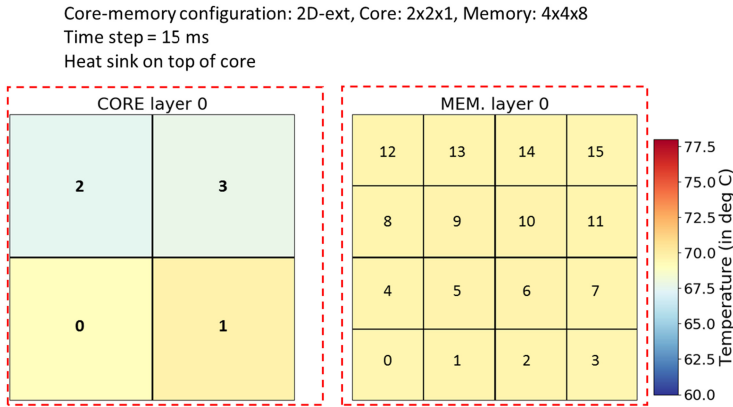 Core-memory configuration: 2D-ext, Core: 2x2x1, Memory: 4x4x8
Time step = 15 ms
Heat sink on top of core
CORE layer 0
2 3
0 1
MEM. layer 0
12 13 14 15
8 9 10 11
4 5 6 7
0 1 2 3
77.5
75.0
72.5
70.0
67.5
65.0
62.5
60.0
Temperature (in deg C)